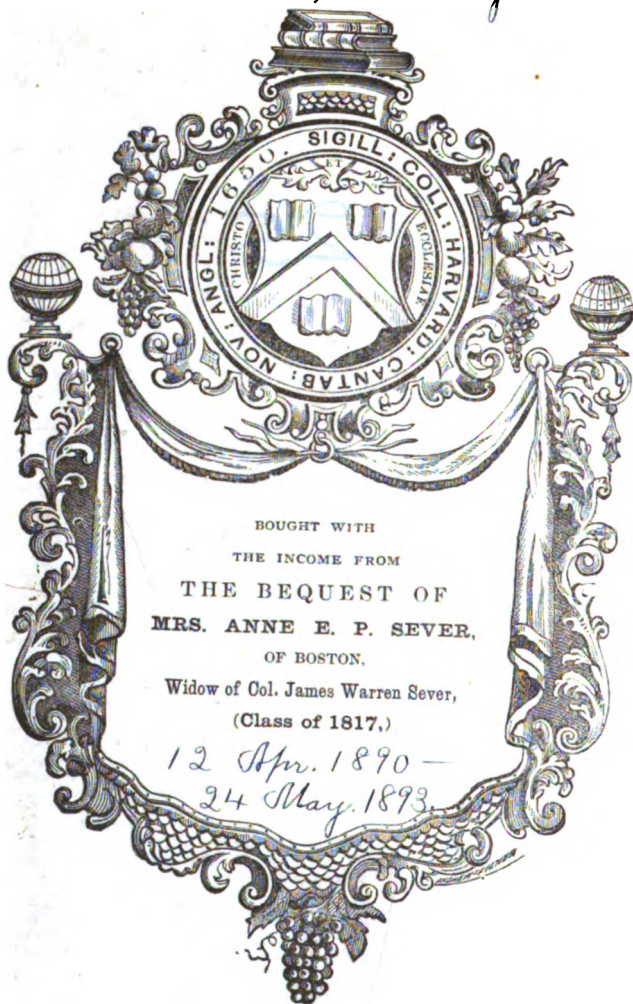 SIGILL: COLL: HARVARD: CANTAB: NOV: ANGL: 1650.
ET
CHRISTO
ECCLESIAE
BOUGHT WITH
THE INCOME FROM
THE BEQUEST OF
MRS. ANNE E. P. SEVER,
OF BOSTON,
Widow of Col. James Warren Sever,
(Class of 1817,)
12 Apr. 1890 —
24 May. 1893.